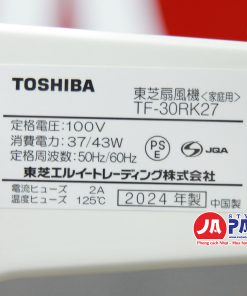 TOSHIBA
東芝扇風機<家庭用>
TF-30RK27
定格電圧:100V
消費電力:37/43W
定格周波数:50Hz/60Hz
PS
E
JQA
東芝エルイートレーディング株式会社
電流ヒューズ 2A
温度ヒューズ 125℃
2024年製
中国製
STY
JAPA